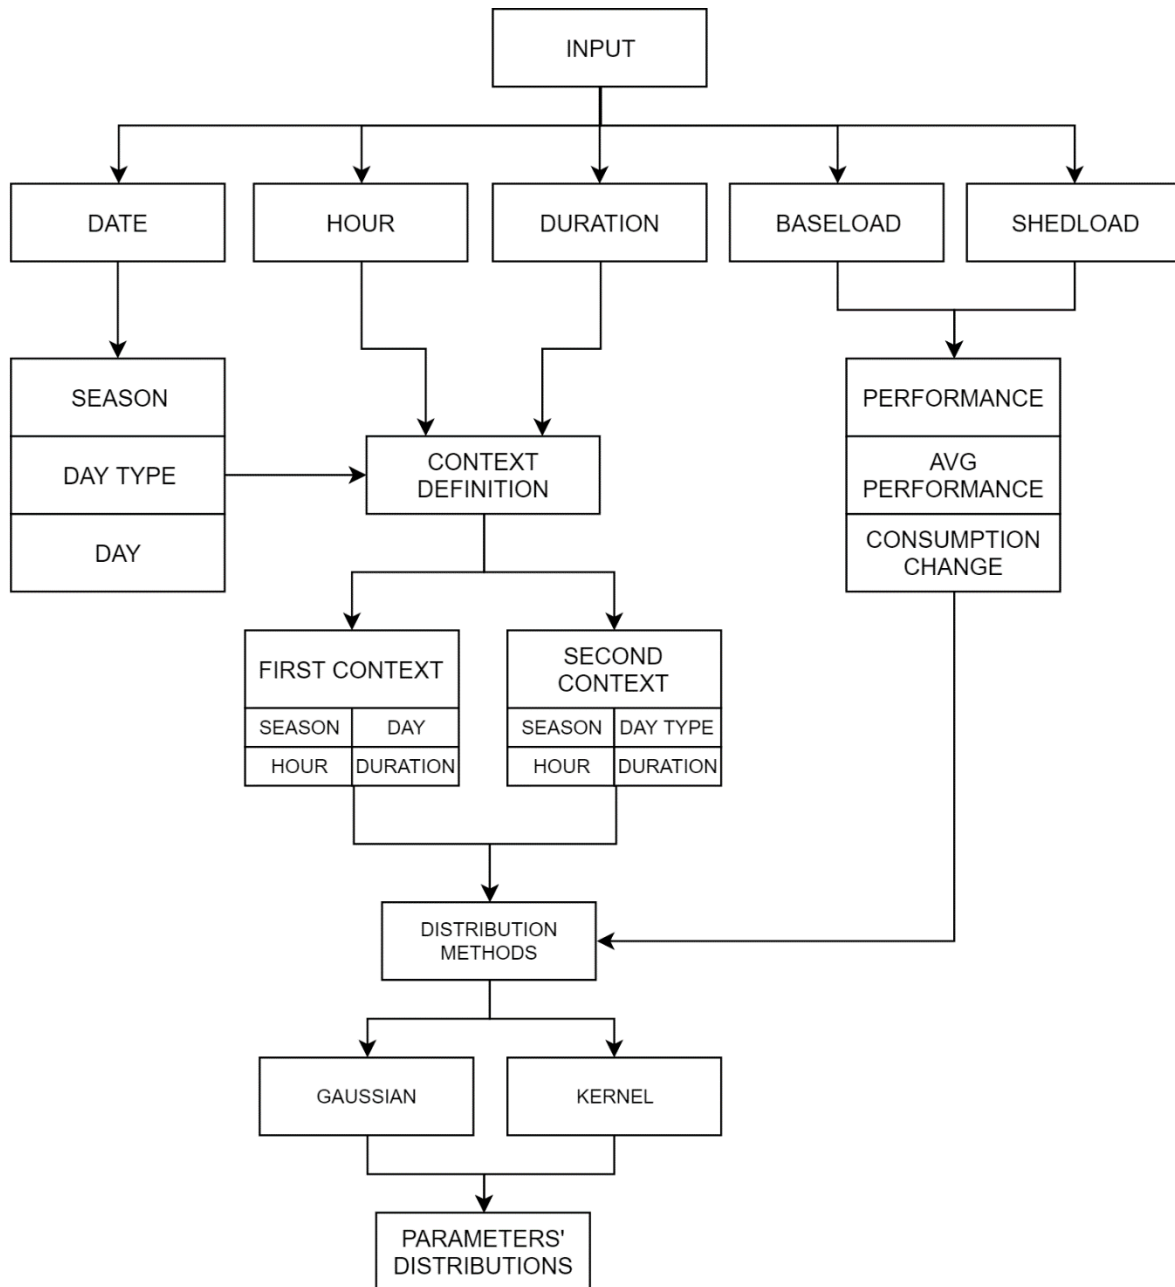 INPUT
DATE
HOUR
DURATION
BASELOAD
SHEDLOAD
SEASON
DAY TYPE
DAY
CONTEXT
DEFINITION
PERFORMANCE
AVG
PERFORMANCE
CONSUMPTION
CHANGE
FIRST CONTEXT
SEASON
DAY
HOUR
DURATION
SECOND
CONTEXT
SEASON
DAY TYPE
HOUR
DURATION
DISTRIBUTION
METHODS
GAUSSIAN
KERNEL
PARAMETERS'
DISTRIBUTIONS